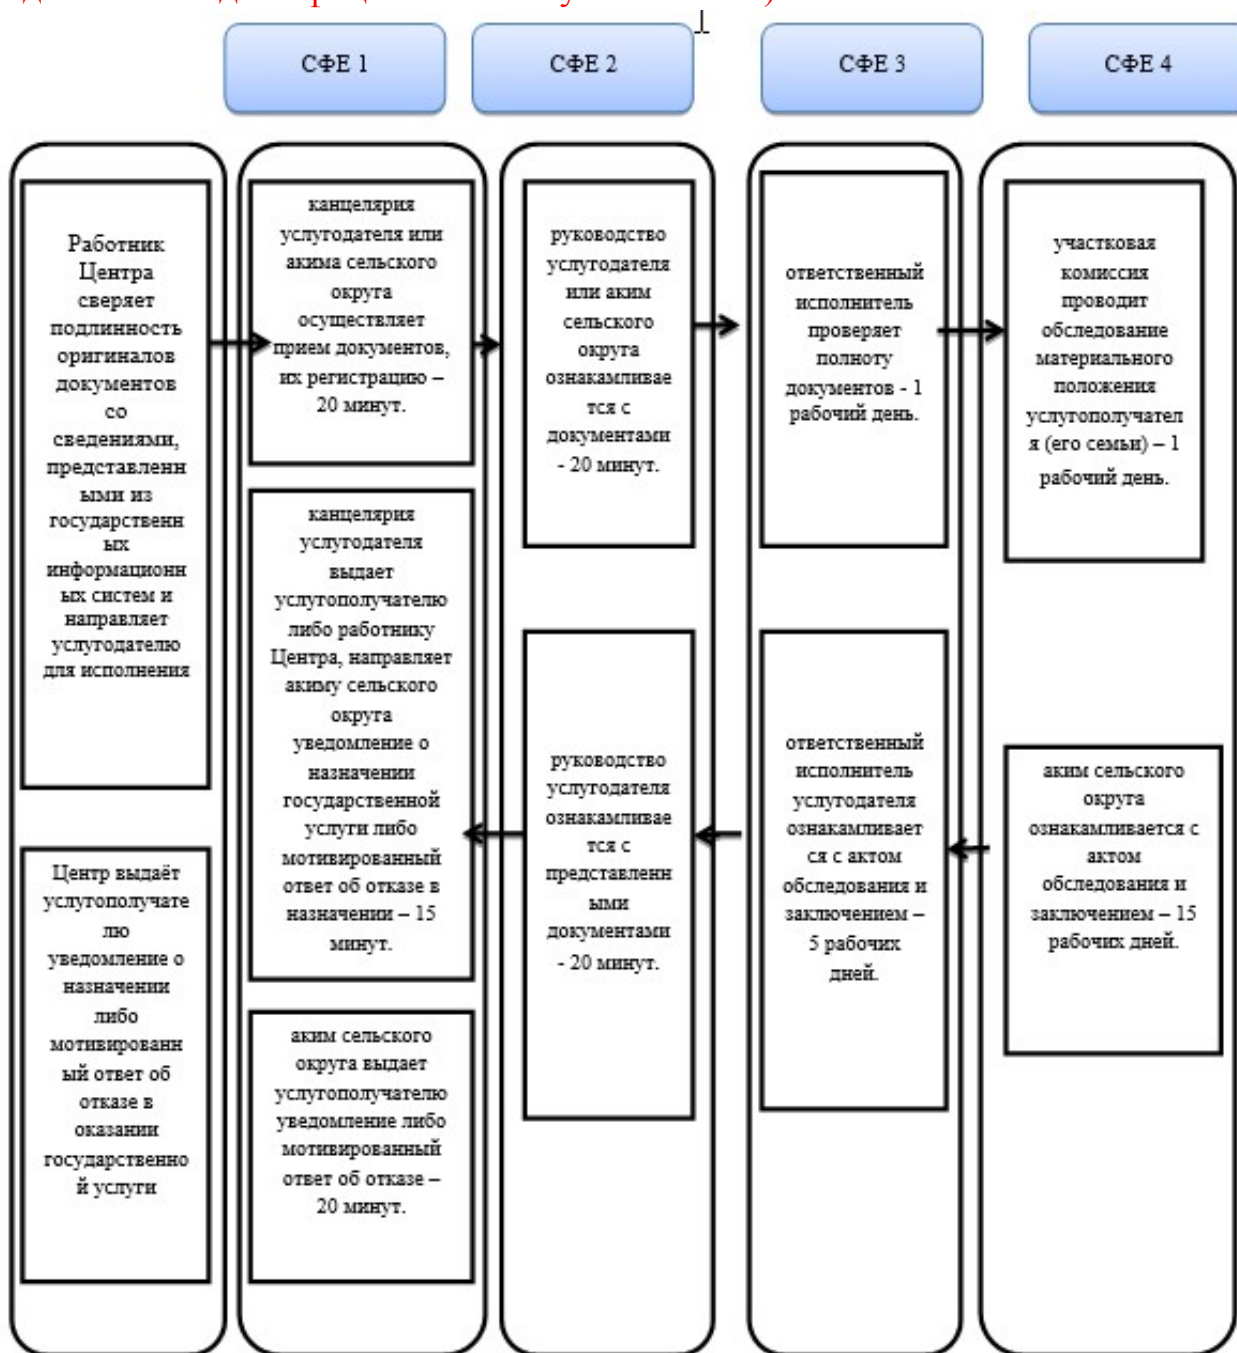 СФЕ 1
СФЕ 2
СФЕ 3
СФЕ 4
Работник
Центра
сверяет
подлинность
оригиналов
документов
со
сведениями,
представленн
ыми из
государственн
ых
информационн
ых систем и
направляет
услугодателю
для исполнения
Центр выдаёт
услугополучате
лю
уведомление о
назначении
либо
мотивированн
ый ответ об
отказе в
оказании
государственно
й услуги
канцелярия
услугодателя или
акима сельского
округа
осуществляет
прием документов,
их регистрацию –
20 минут.
канцелярия
услугодателя
выдает
услугополучателю
либо работнику
Центра, направляет
акиму сельского
округа
уведомление о
назначении
государственной
услуги либо
мотивированный
ответ об отказе в
назначении – 15
минут.
аким сельского
округа выдает
услугополучателю
уведомление либо
мотивированный
ответ об отказе –
20 минут.
руководство
услугодателя
или аким
сельского
округа
ознакамливае
тся с
документами
- 20 минут.
руководство
услугодателя
ознакамливае
тся с
представленн
ыми
документами
- 20 минут.
ответственный
исполнитель
проверяет
полноту
документов - 1
рабочий день.
ответственный
исполнитель
услугодателя
ознакамливает
ся с актом
обследования и
заключением –
5 рабочих
дней.
участковая
комиссия
проводит
обследование
материального
положения
услугополучател
я (его семьи) – 1
рабочий день.
аким сельского
округа
ознакамливается с
актом
обследования и
заключением – 15
рабочих дней.